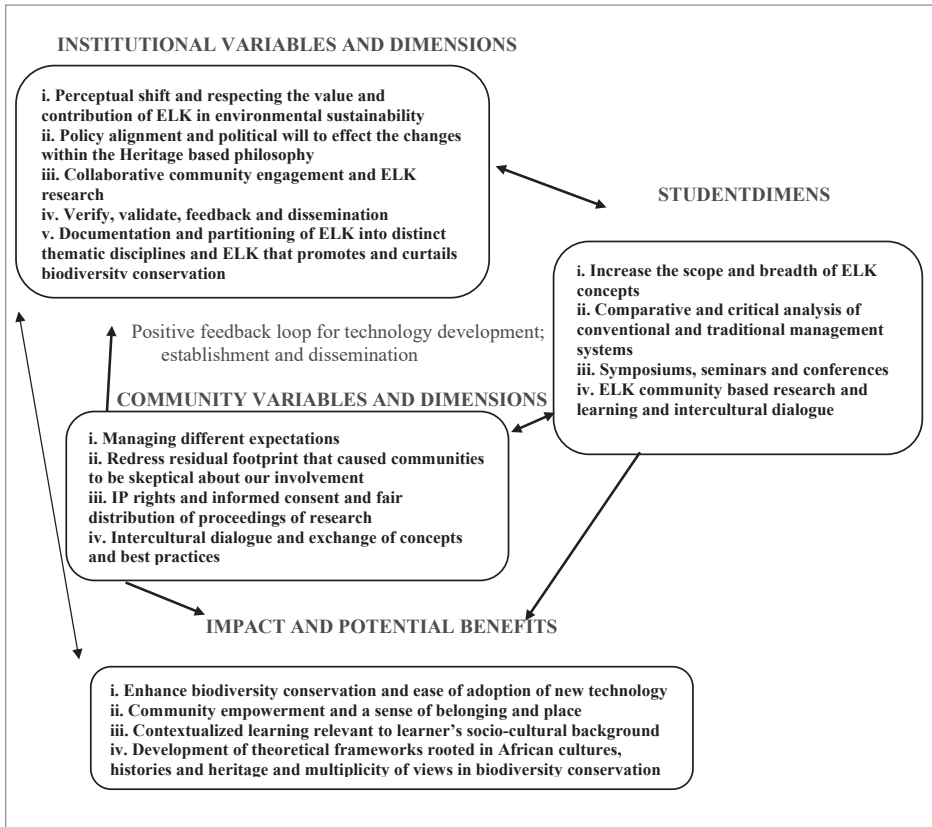 INSTITUTIONAL VARIABLES AND DIMENSIONS
i. Perceptual shift and respecting the value and
contribution of ELK in environmental sustainability
ii. Policy alignment and political will to effect the changes
within the Heritage based philosophy
iii. Collaborative community engagement and ELK
research
iv. Verify, validate, feedback and dissemination
v. Documentation and partitioning of ELK into distinct
thematic disciplines and ELK that promotes and curtails
biodiversity conservation
STUDENTDIMENS
i. Increase the scope and breadth of ELK
concepts
ii. Comparative and critical analysis of
conventional and traditional management
systems
iii. Symposiums, seminars and conferences
iv. ELK community based research and
learning and intercultural dialogue
Positive feedback loop for technology development;
establishment and dissemination
COMMUNITY VARIABLES AND DIMENSIONS
i. Managing different expectations
ii. Redress residual footprint that caused communities
to be skeptical about our involvement
iii. IP rights and informed consent and fair
distribution of proceedings of research
iv. Intercultural dialogue and exchange of concepts
and best practices
IMPACT AND POTENTIAL BENEFITS
i. Enhance biodiversity conservation and ease of adoption of new technology
ii. Community empowerment and a sense of belonging and place
iii. Contextualized learning relevant to learner's socio-cultural background
iv. Development of theoretical frameworks rooted in African cultures,
histories and heritage and multiplicity of views in biodiversity conservation